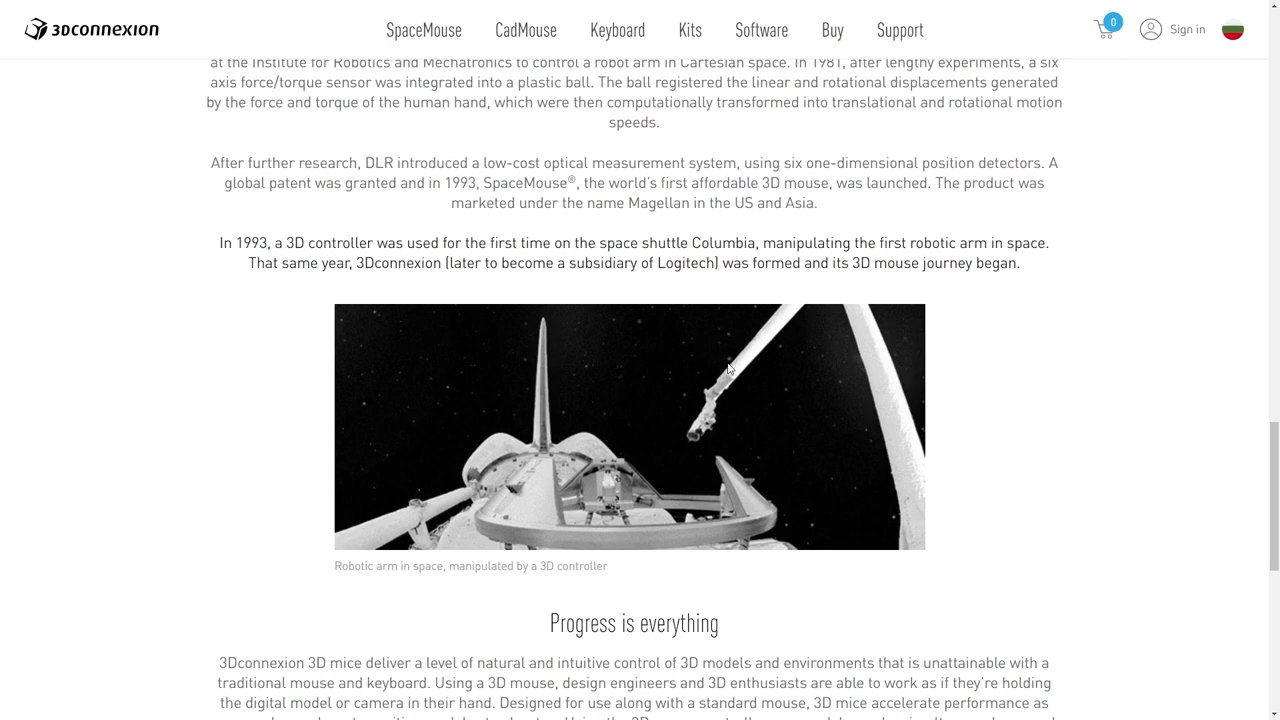 3Dconnexion
SpaceMouse CadMouse Keyboard Kits Software Buy Support
0
Sign in
at the Institute for Robotics and Mechatronics to control a robot arm in Cartesian space. In 1981, after lengthy experiments, a six
axis force/torque sensor was integrated into a plastic ball. The ball registered the linear and rotational displacements generated
by the force and torque of the human hand, which were then computationally transformed into translational and rotational motion
speeds.
After further research, DLR introduced a low-cost optical measurement system, using six one-dimensional position detectors. A
global patent was granted and in 1993, SpaceMouse®, the world's first affordable 3D mouse, was launched. The product was
marketed under the name Magellan in the US and Asia.
In 1993, a 3D controller was used for the first time on the space shuttle Columbia, manipulating the first robotic arm in space.
That same year, 3Dconnexion (later to become a subsidiary of Logitech) was formed and its 3D mouse journey began.
Robotic arm in space, manipulated by a 3D controller
Progress is everything
3Dconnexion 3D mice deliver a level of natural and intuitive control of 3D models and environments that is unattainable with a
traditional mouse and keyboard. Using a 3D mouse, design engineers and 3D enthusiasts are able to work as if they're holding
the digital model or camera in their hand. Designed for use along with a standard mouse, 3D mice accelerate performance as